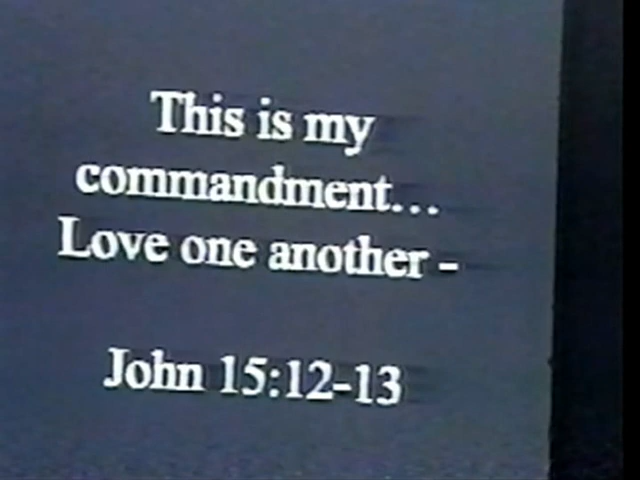 This is my
commandment...
Love one another -
John 15:12-13